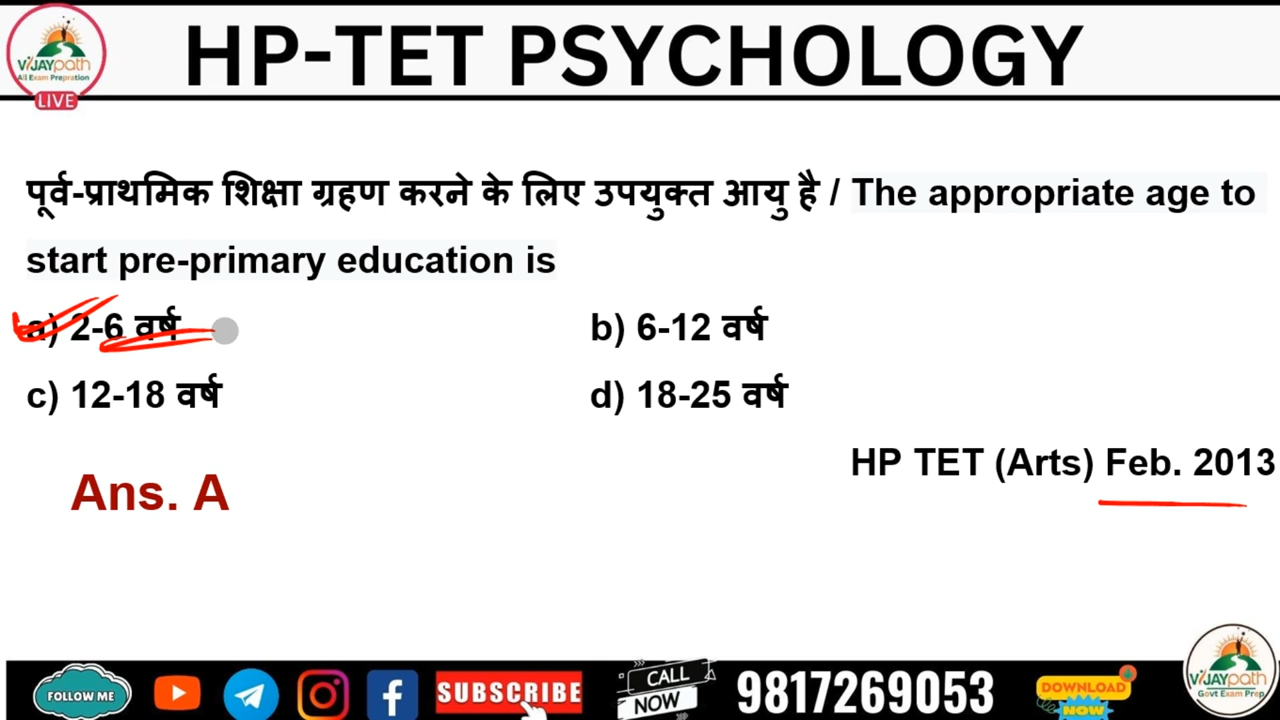 HP-TET PSYCHOLOGY
ViJAYpath
All Exam Prepration
LIVE
पूर्व-प्राथमिक शिक्षा ग्रहण करने के लिए उपयुक्त आयु है / The appropriate age to
start pre-primary education is
a) 2-6 वर्ष b) 6-12 वर्ष
c) 12-18 वर्ष d) 18-25 वर्ष
HP TET (Arts) Feb. 2013
Ans. A
FOLLOW ME
SUBSCRIBE
CALL
NOW
9817269053
DOWNLOAD
NOW
ViJAYpath
Govt Exam Prep